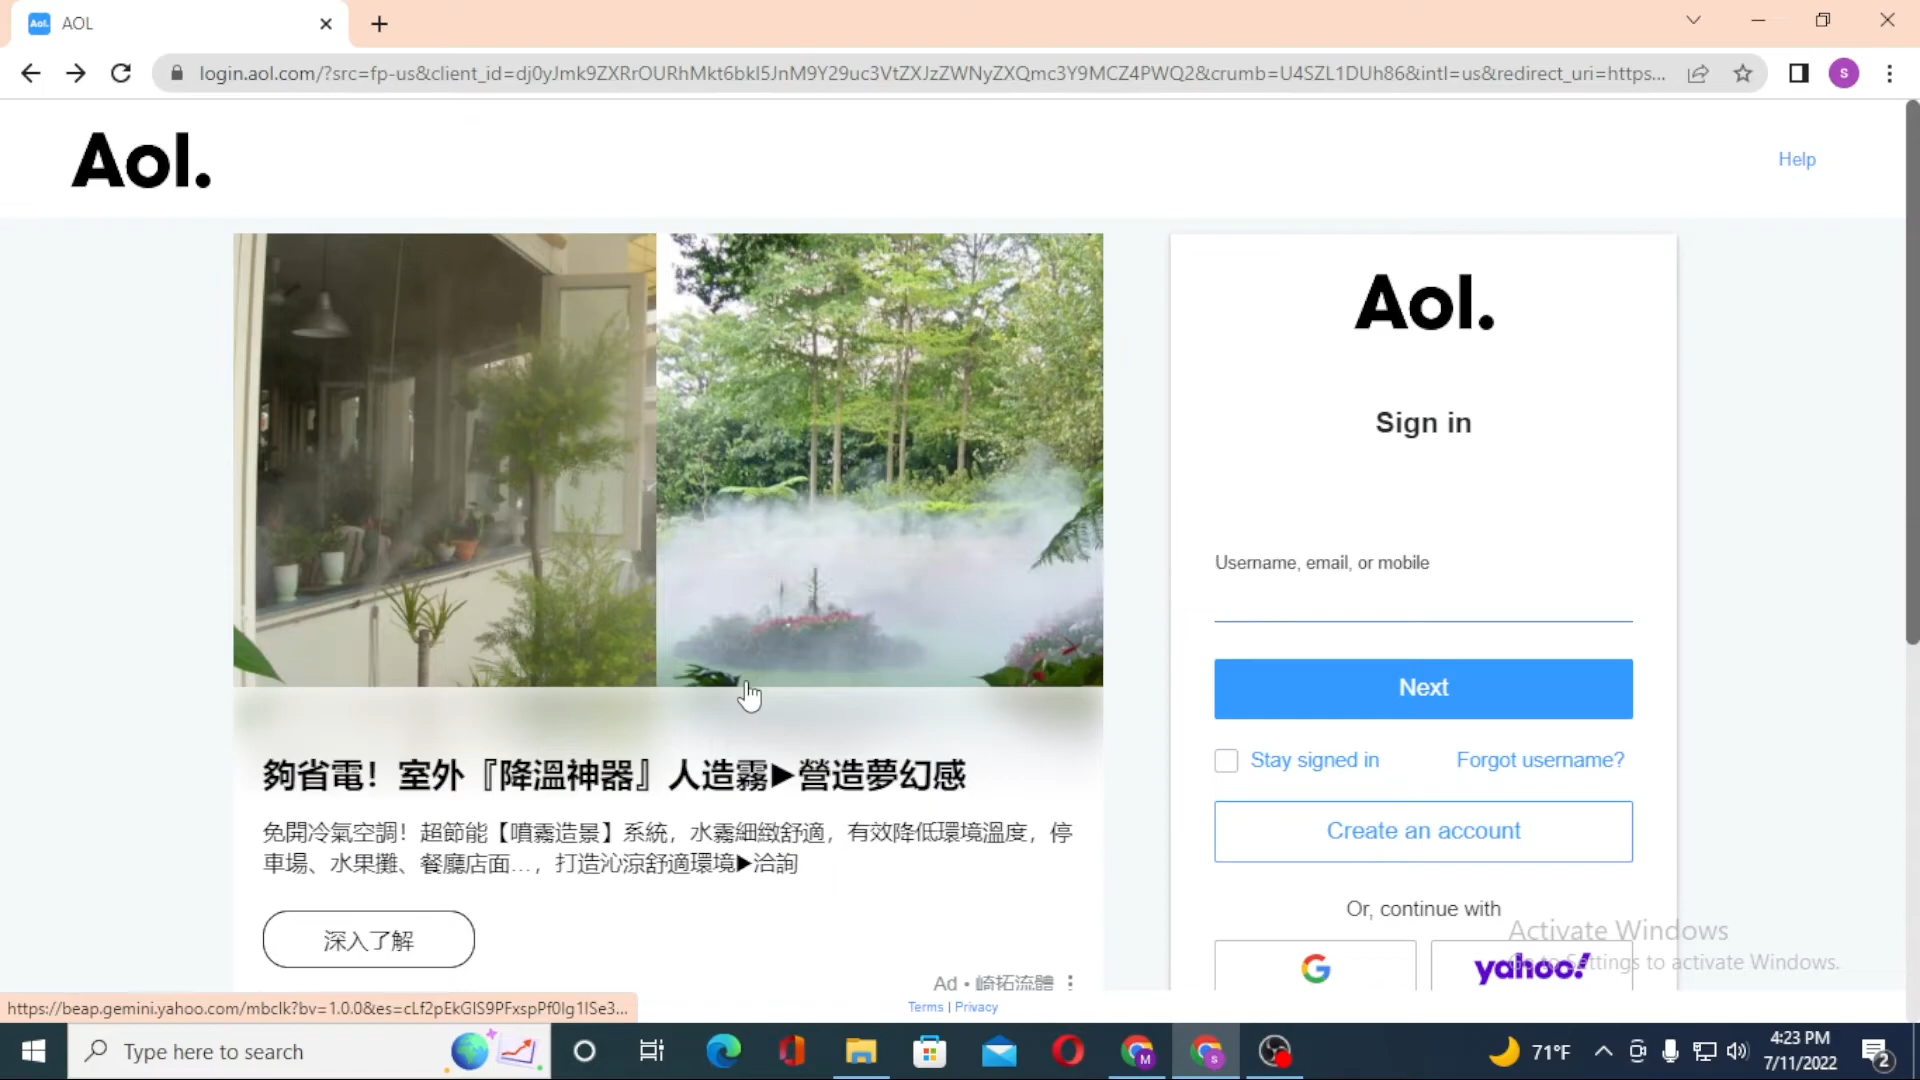 Aol.
AOL
login.aol.com/?src=fp-us&client_id=dj0yJmk9ZXRrOURhMkt6bkI5JnM9Y29uc3VtZXJzZWNyZXQmc3Y9MCZ4PWQ2&crumb=U4SZL1DUh86&intl=us&redirect_uri=https...
S
Aol.
Help
Aol.
Sign in
Username, email, or mobile
Next
Stay signed in
Forgot username?
Create an account
Or, continue with
G
yahoo!
夠省電！室外『降溫神器』人造霧▶營造夢幻感
免開冷氣空調！超節能【噴霧造景】系統，水霧細緻舒適，有效降低環境溫度，停
車場、水果攤、餐廳店面...，打造沁涼舒適環境▶洽詢
深入了解
Ad • 崎拓流體
Activate Windows
Go to Settings to activate Windows.
https://beap.gemini.yahoo.com/mbclk?bv=1.0.0&es=cLf2pEkGIS9PFxspPf0Ig1ISe3...
Terms | Privacy
Type here to search
M
S
71°F
4:23 PM
7/11/2022
2